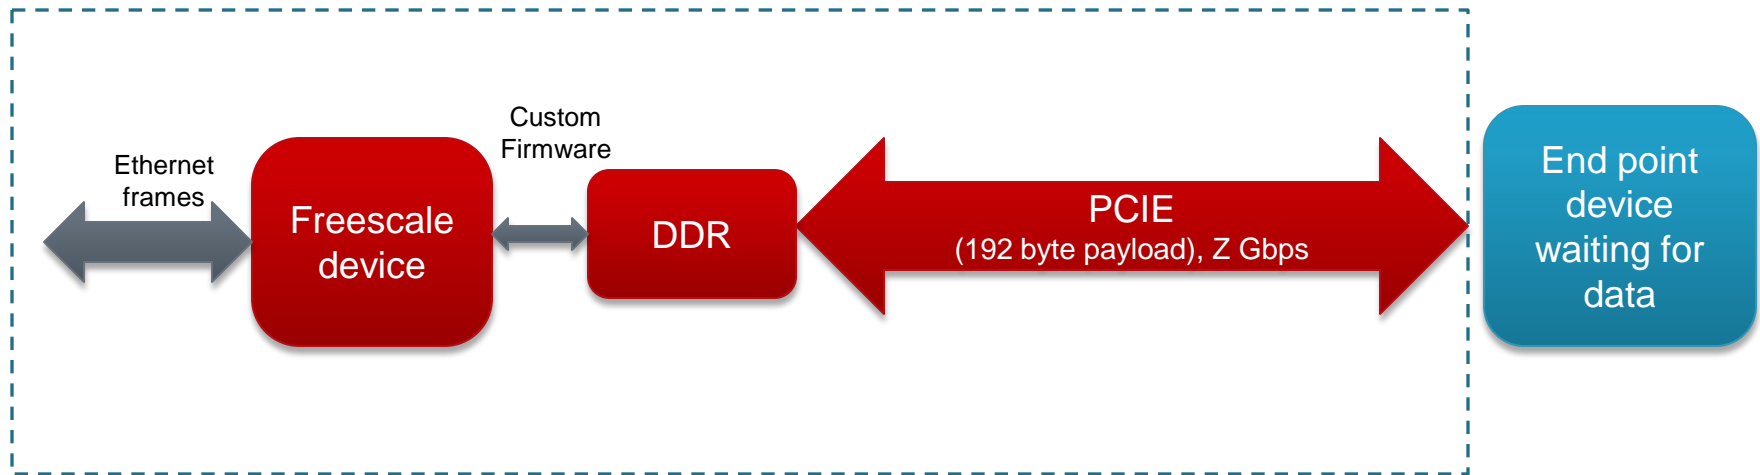 Ethernet
frames
Freescale
device
Custom
Firmware
DDR
PCIE
(192 byte payload), Z Gbps
End point
device
waiting for
data